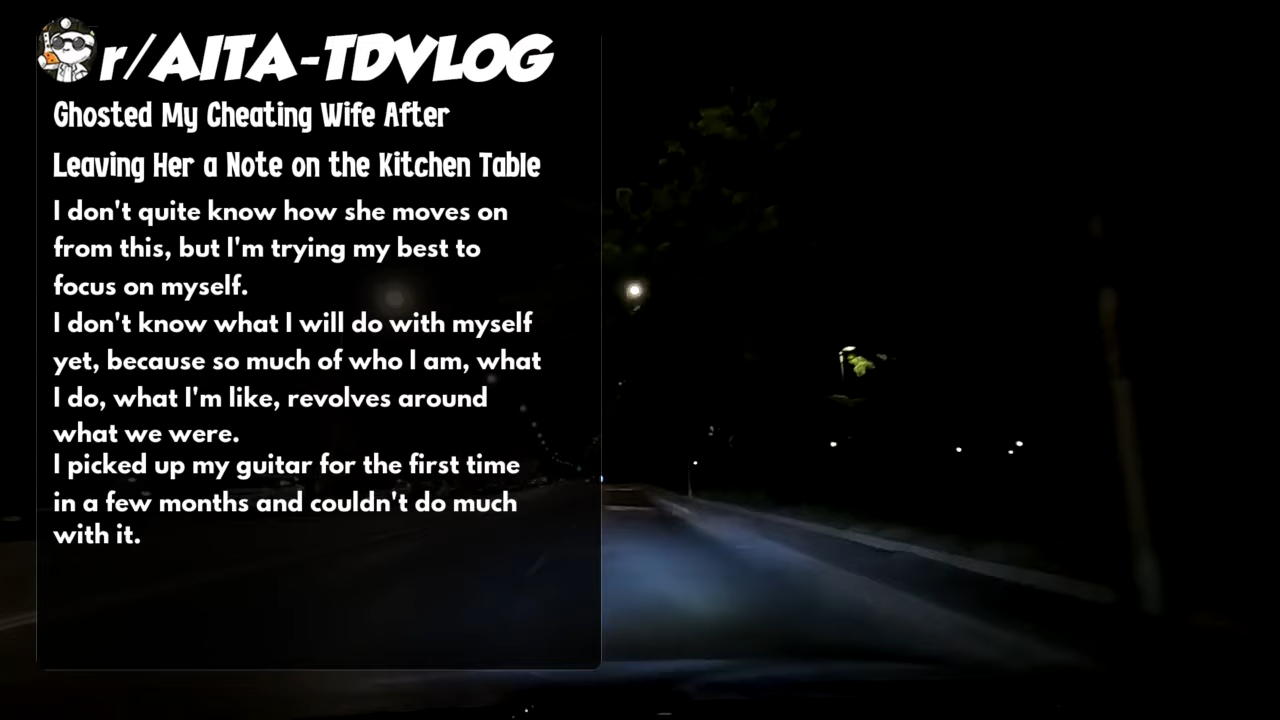 r/AITA-TDVLOG
Ghosted My Cheating Wife After
Leaving Her a Note on the Kitchen Table
I don't quite know how she moves on
from this, but I'm trying my best to
focus on myself.
I don't know what I will do with myself
yet, because so much of who I am, what
I do, what I'm like, revolves around
what we were.
I picked up my guitar for the first time
in a few months and couldn't do much
with it.